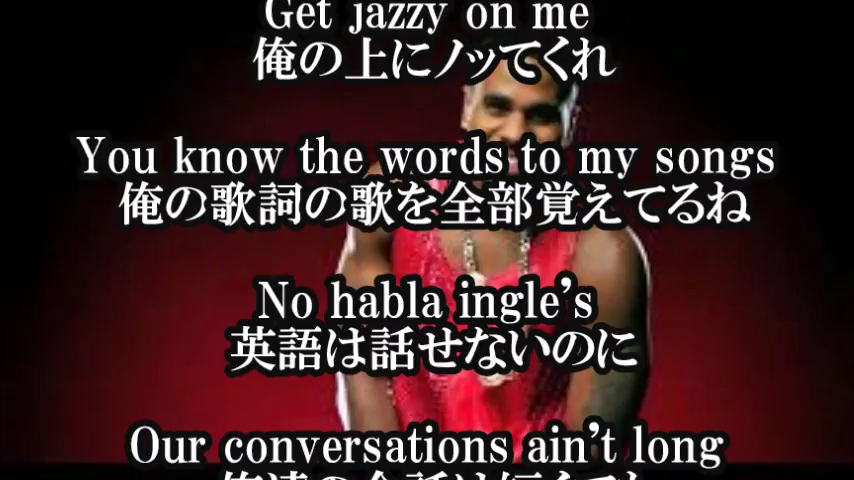 Get jazzy on me
俺の上にノッてくれ
You know the words to my songs
俺の歌詞の歌を全部覚えてるね
No habla ingle's
英語は話せないのに
Our conversations ain't long